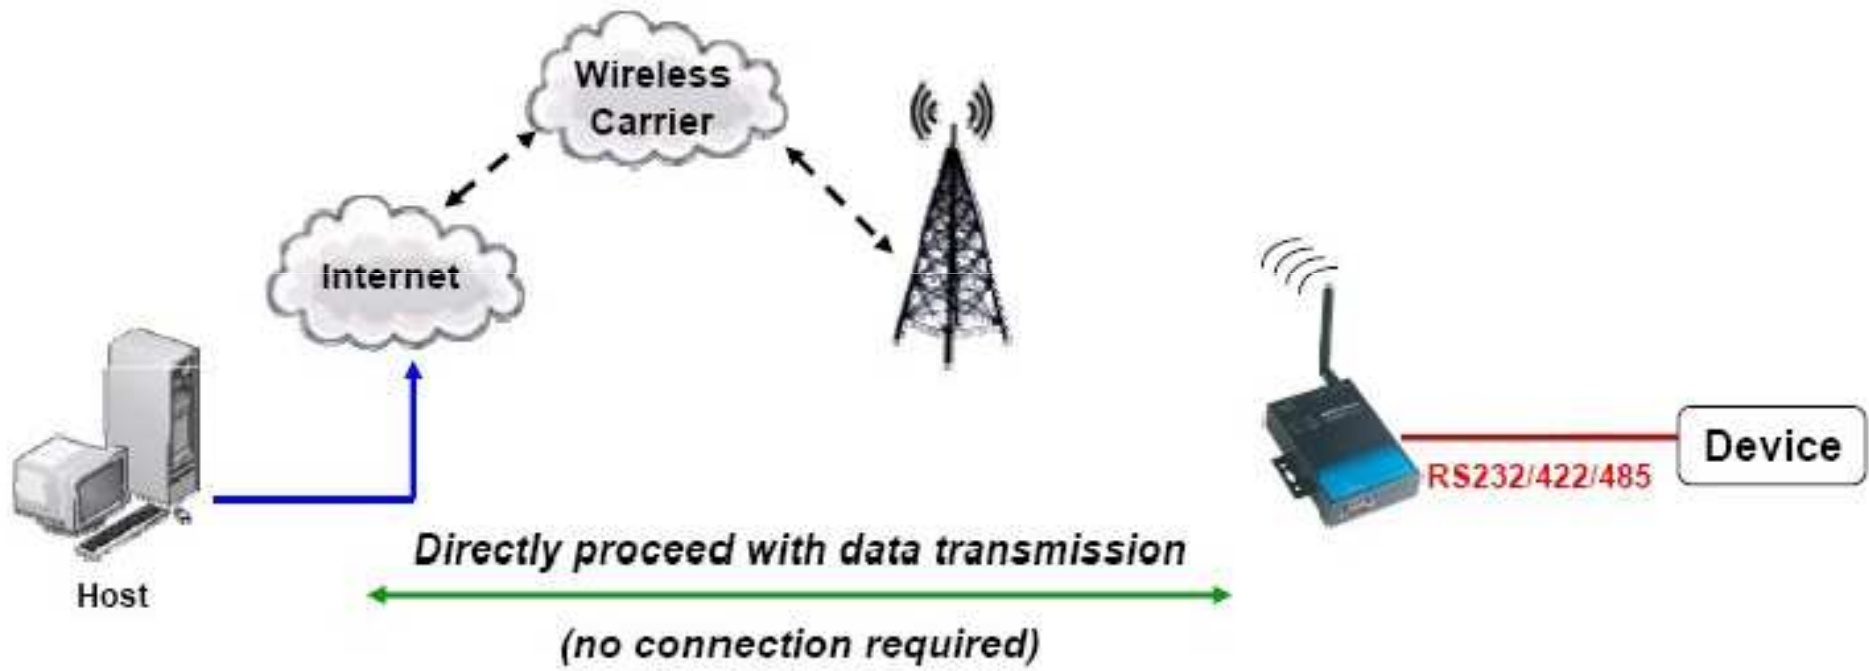 Wireless
Carrier
Internet
Device
RS232/422/485
Directly proceed with data transmission
Host
(no connection required)